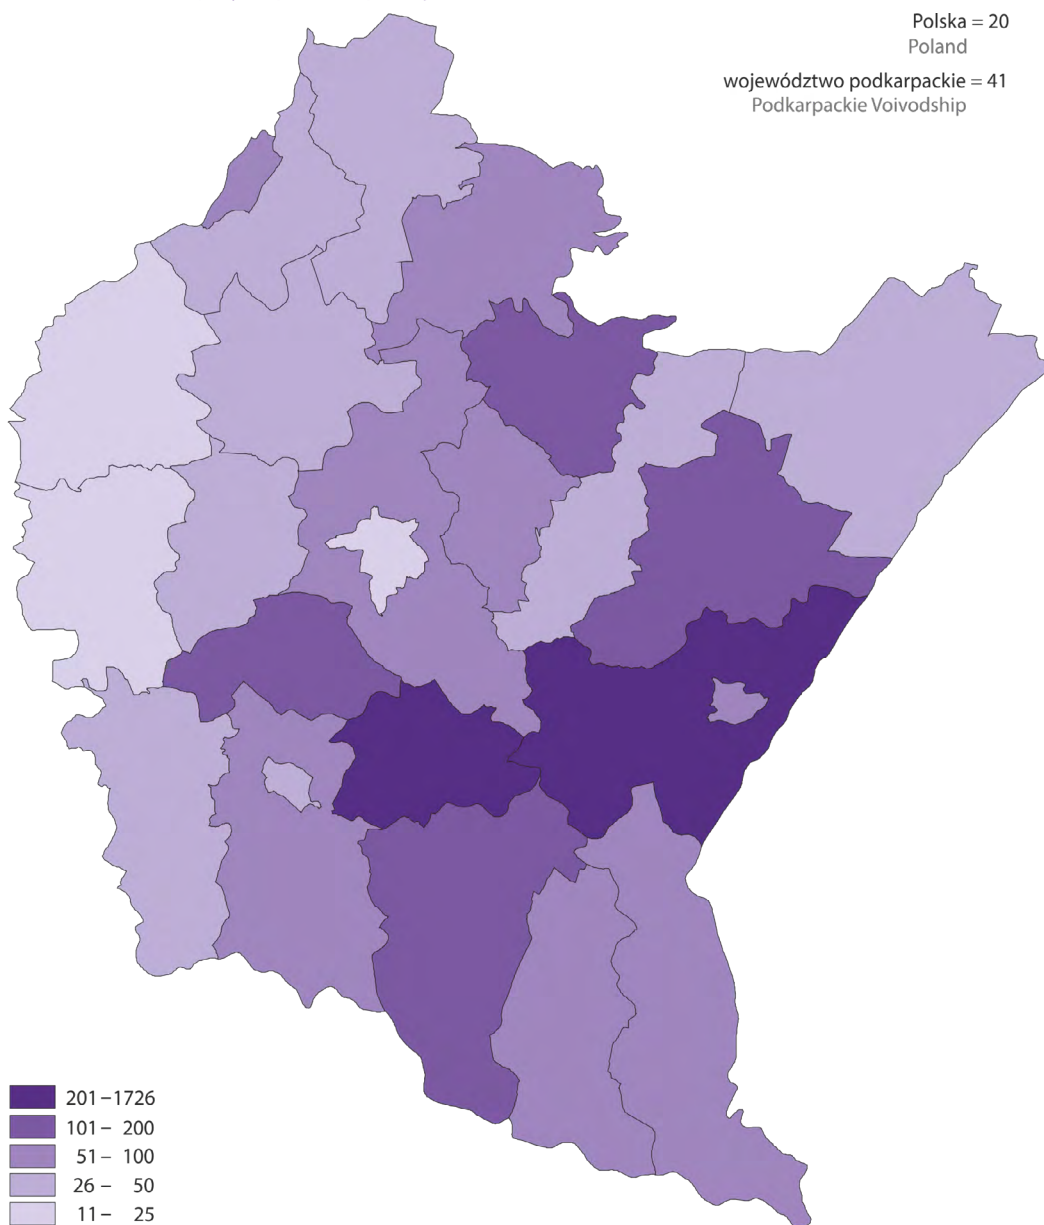 Polska = 20
Poland
województwo podkarpackie = 41
Podkarpackie Voivodship
201 – 1726
101 – 200
51 – 100
26 – 50
11 – 25